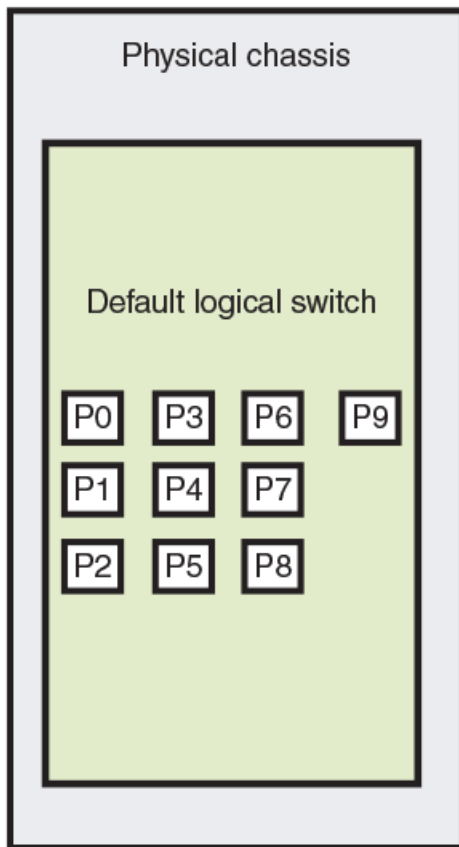 Physical chassis
Default logical switch
P0 P3 P6 P9
P1 P4 P7
P2 P5 P8